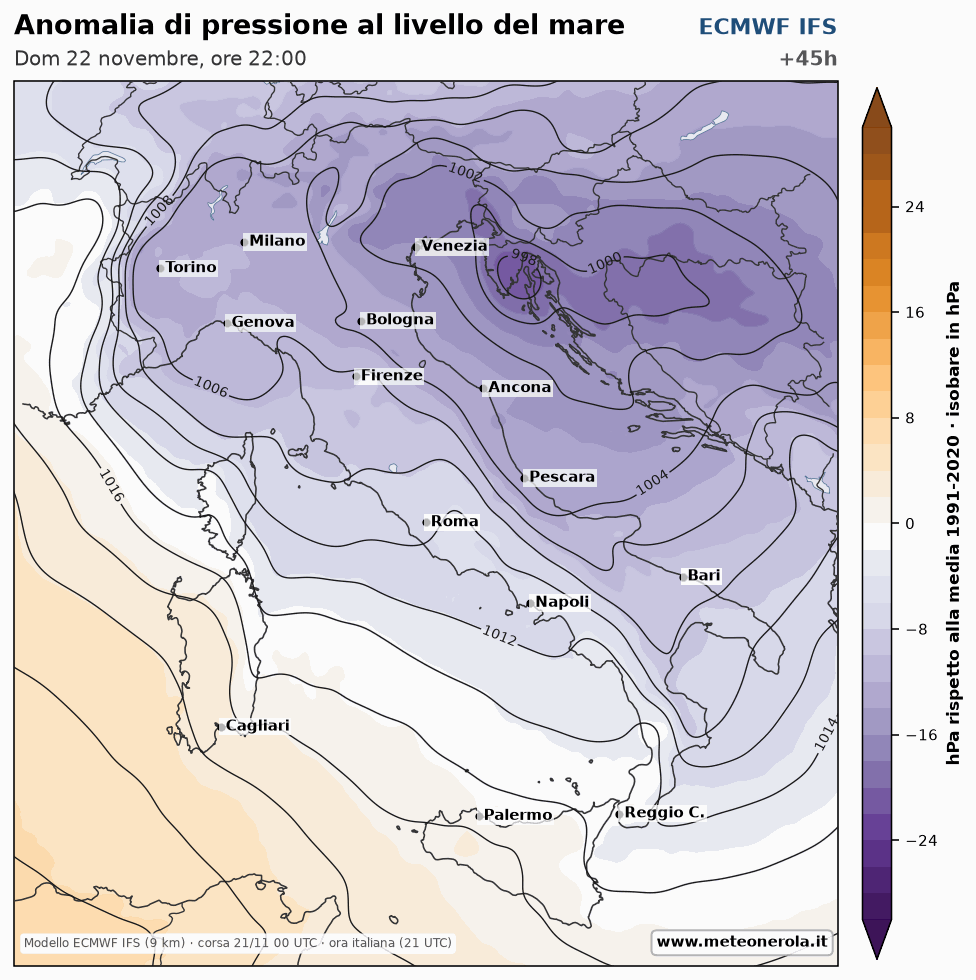 Anomalia di pressione al livello del mare
ECMWF IFS
Dom 22 novembre, ore 22:00
+45h
1002
1008
Milano
Venezia
998
1000
Torino
Genova
Bologna
Firenze
1006
Ancona
1016
Pescara
1004
Roma
Bari
Napoli
1012
Cagliari
1014
Palermo
Reggio C.
Modello ECMWF IFS (9 km) · corsa 21/11 00 UTC · ora italiana (21 UTC)
www.meteonerola.it
24
16
8
0
−8
−16
−24
hPa rispetto alla media 1991-2020 · isobare in hPa